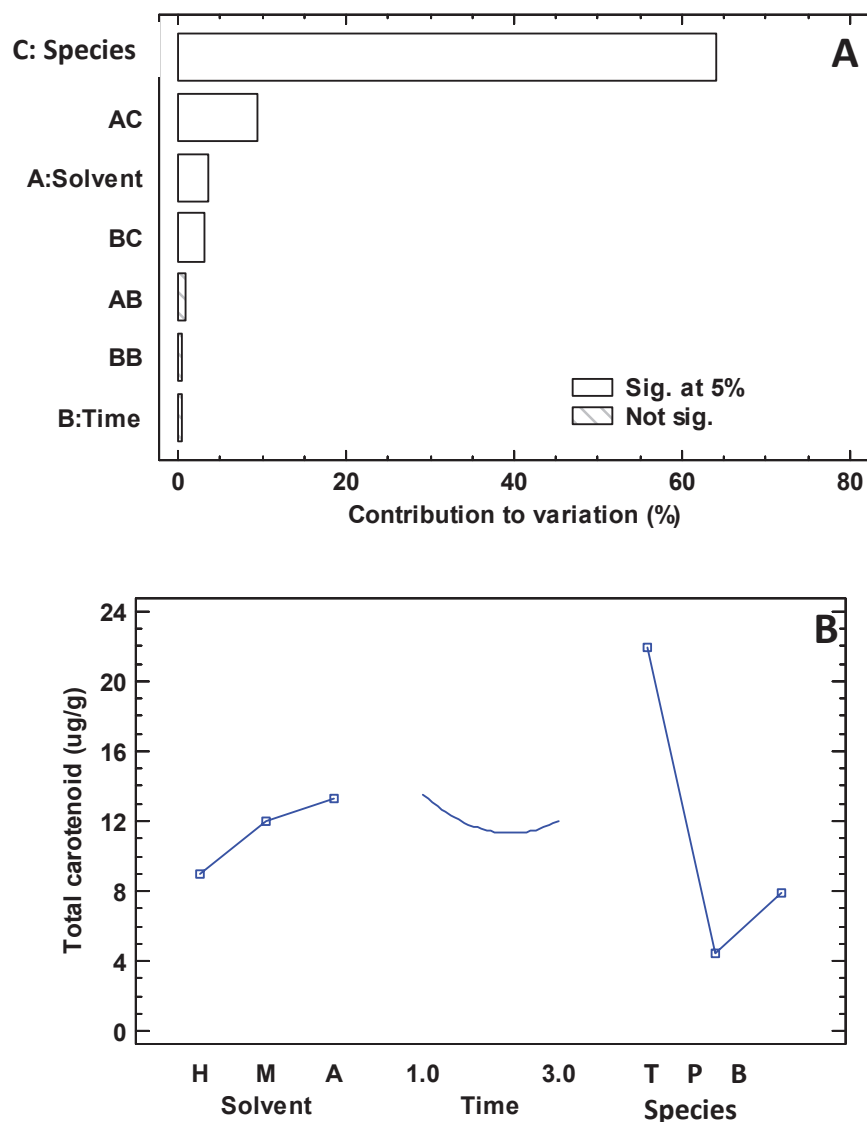 A
C: Species
AC
A:Solvent
BC
AB
BB
B:Time
Sig. at 5%
Not sig.
0 20 40 60 80
Contribution to variation (%)
B
24
20
16
12
8
4
0
Total carotenoid (ug/g)
H M A 1.0 3.0 T P B
Solvent Time Species